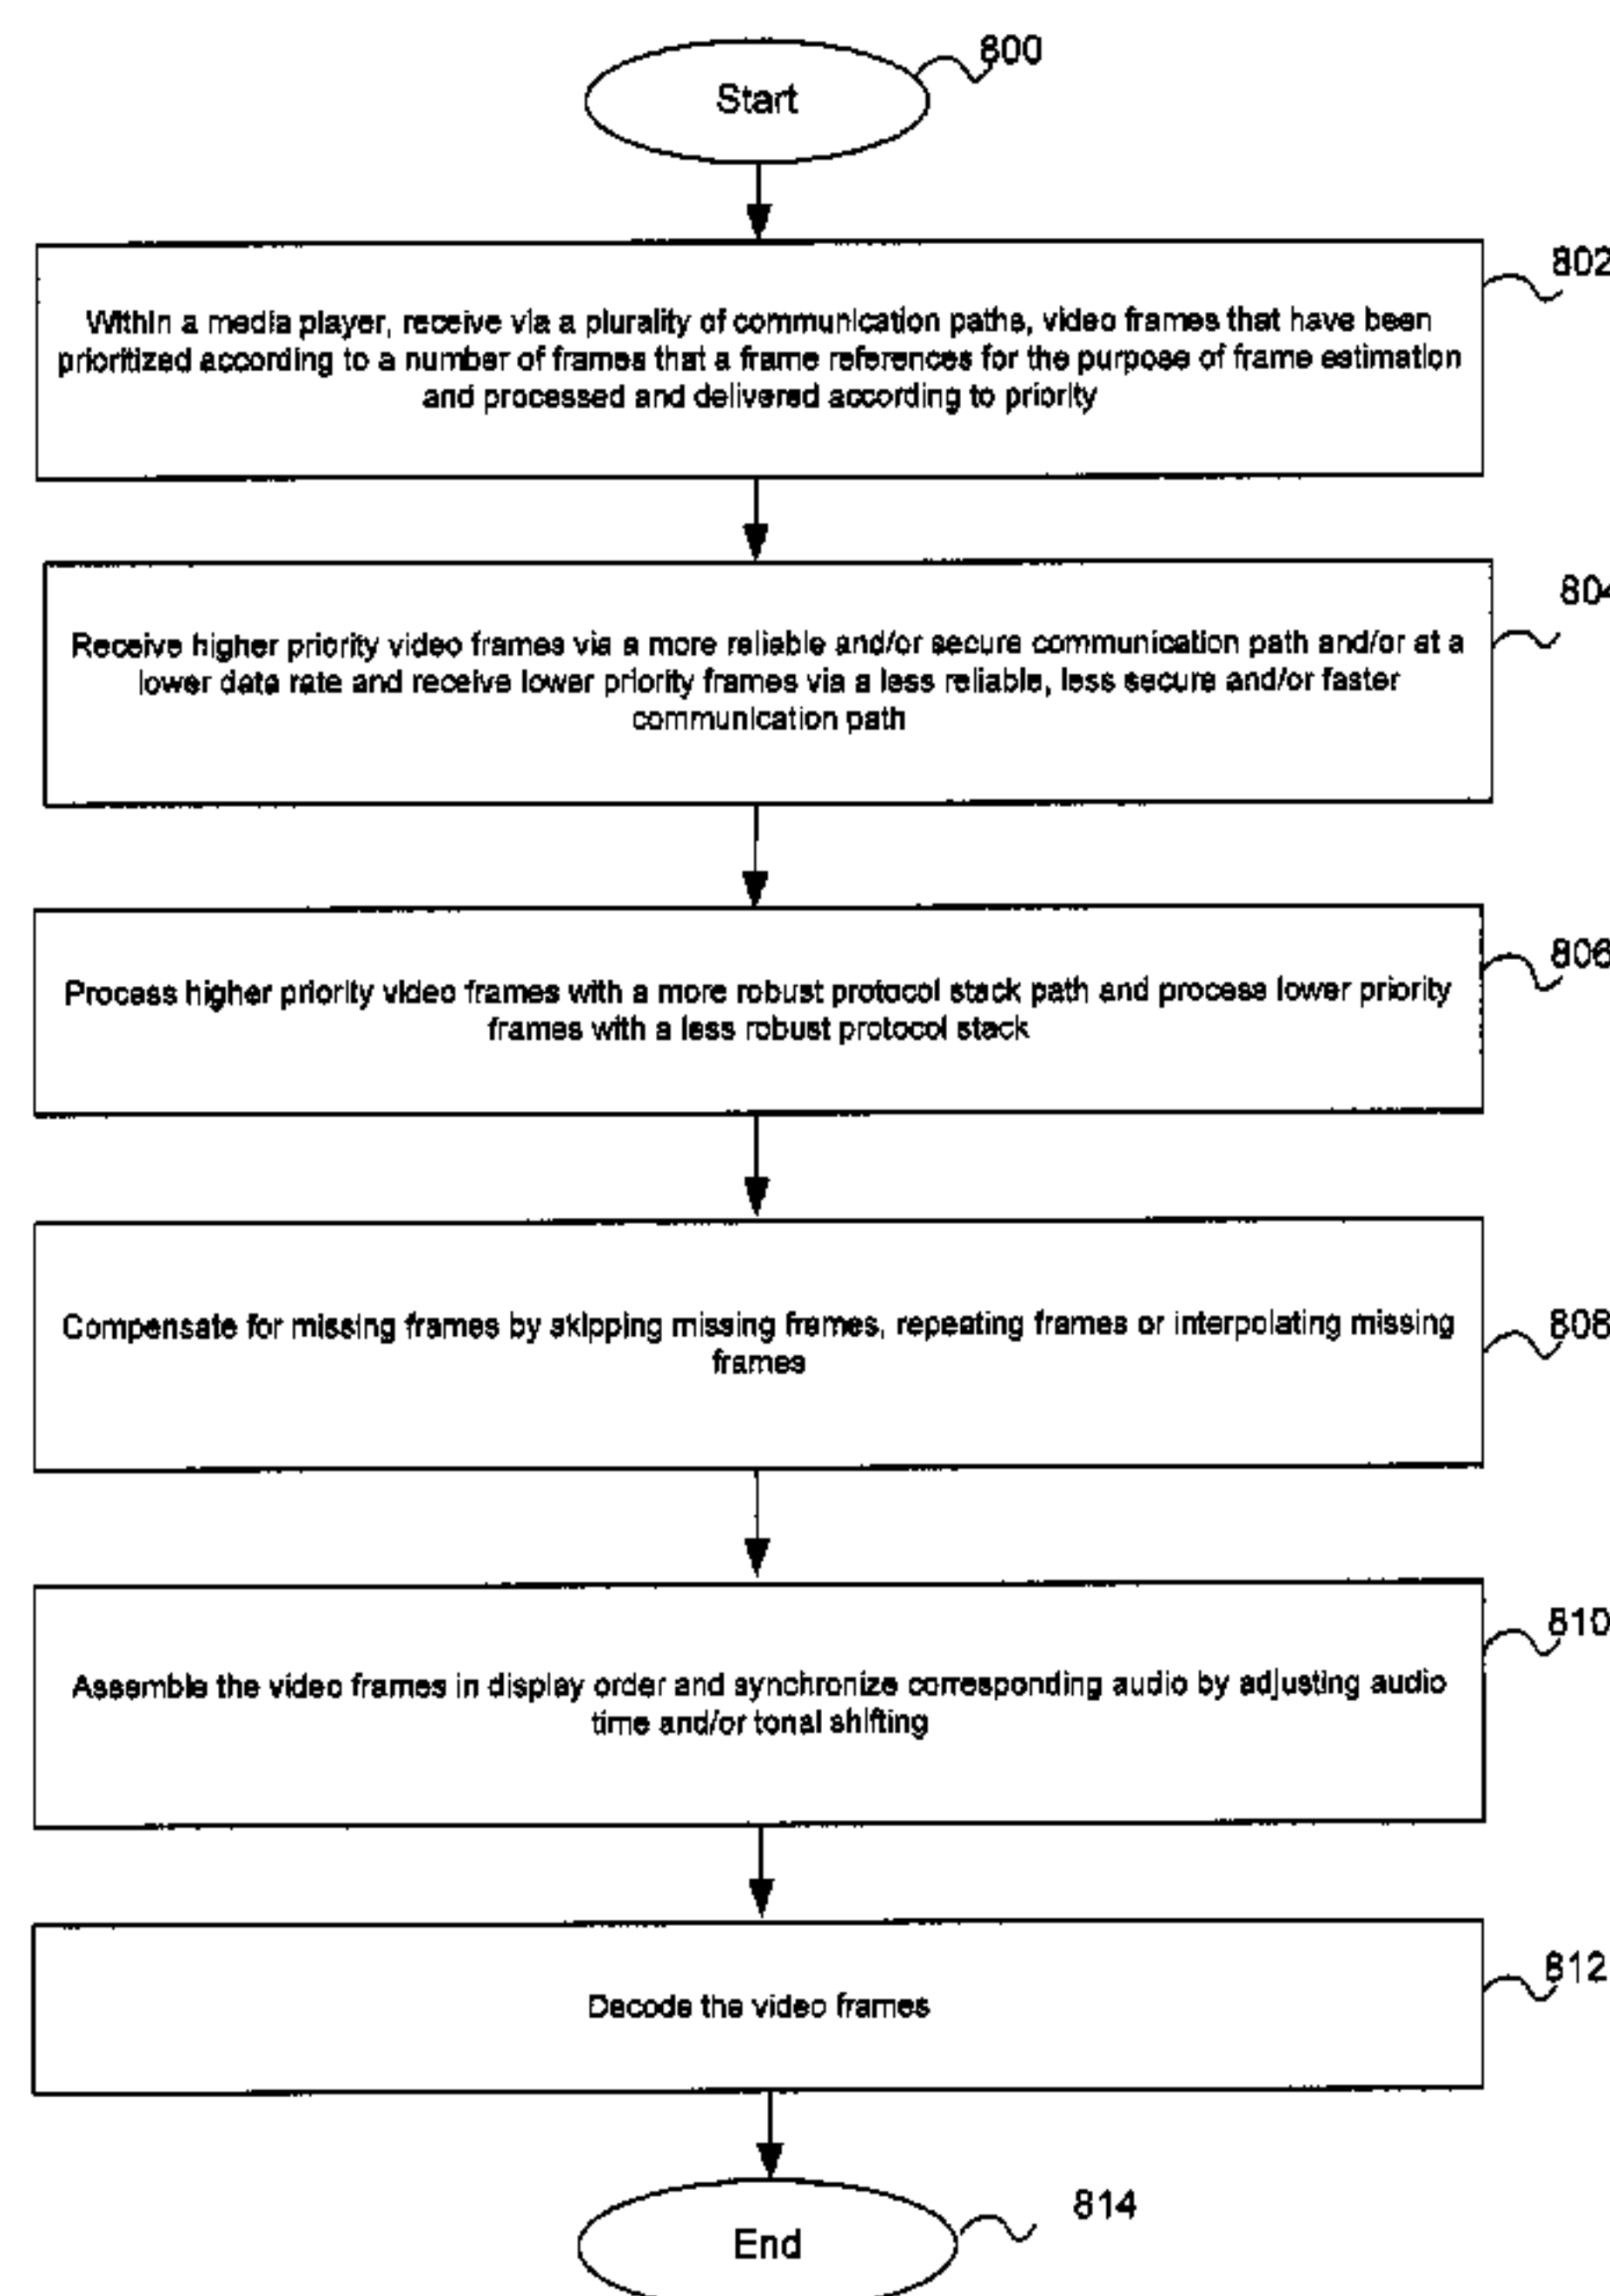 800
Start
802
Within a media player, receive via a plurality of communication paths, video frames that have been
prioritized according to a number of frames that a frame references for the purpose of frame estimation
and processed and delivered according to priority
804
Receive higher priority video frames via a more reliable and/or secure communication path and/or at a
lower data rate and receive lower priority frames via a less reliable, less secure and/or faster
communication path
806
Process higher priority video frames with a more robust protocol stack path and process lower priority
frames with a less robust protocol stack
808
Compensate for missing frames by skipping missing frames, repeating frames or interpolating missing
frames
810
Assemble the video frames in display order and synchronize corresponding audio by adjusting audio
time and/or tonal shifting
812
Decode the video frames
814
End